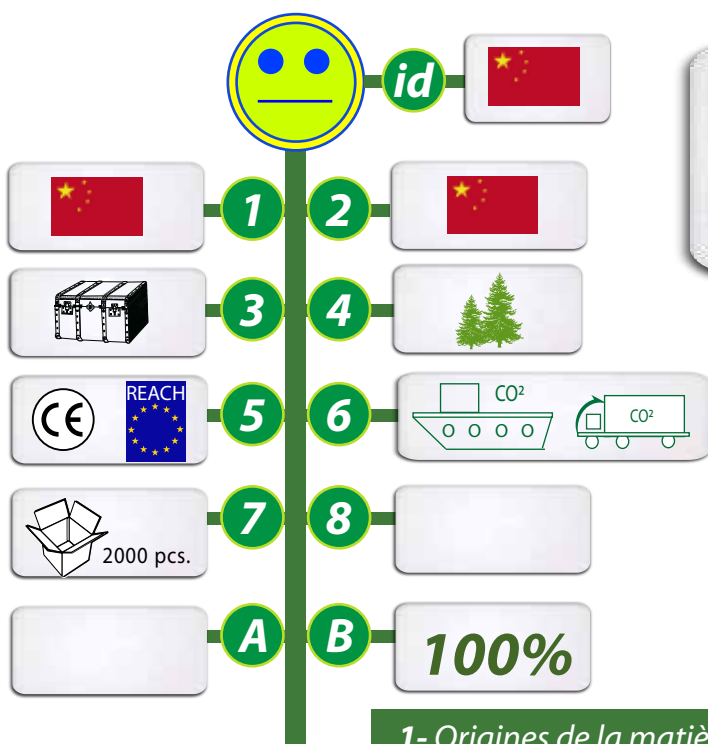 id
1
2
3
4
CE
REACH
5
6
CO²
CO²
7
2000 pcs.
8
A
B
100%
1- Origines de la matiè